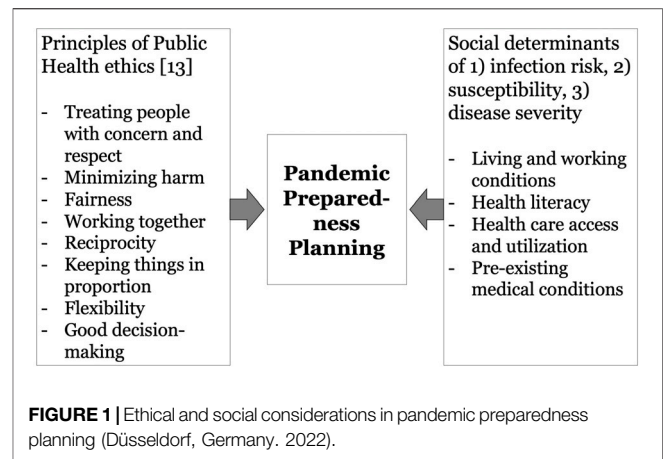 Principles of Public
Health ethics [13]
- Treating people
with concern and
respect
- Minimizing harm
- Fairness
- Working together
- Reciprocity
- Keeping things in
proportion
- Flexibility
- Good decision-
making
Pandemic
Prepared-
ness
Planning
Social determinants
of 1) infection risk, 2)
susceptibility, 3)
disease severity
- Living and working
conditions
- Health literacy
- Health care access
and utilization
- Pre-existing
medical conditions
FIGURE 1 | Ethical and social considerations in pandemic preparedness
planning (Düsseldorf, Germany. 2022).